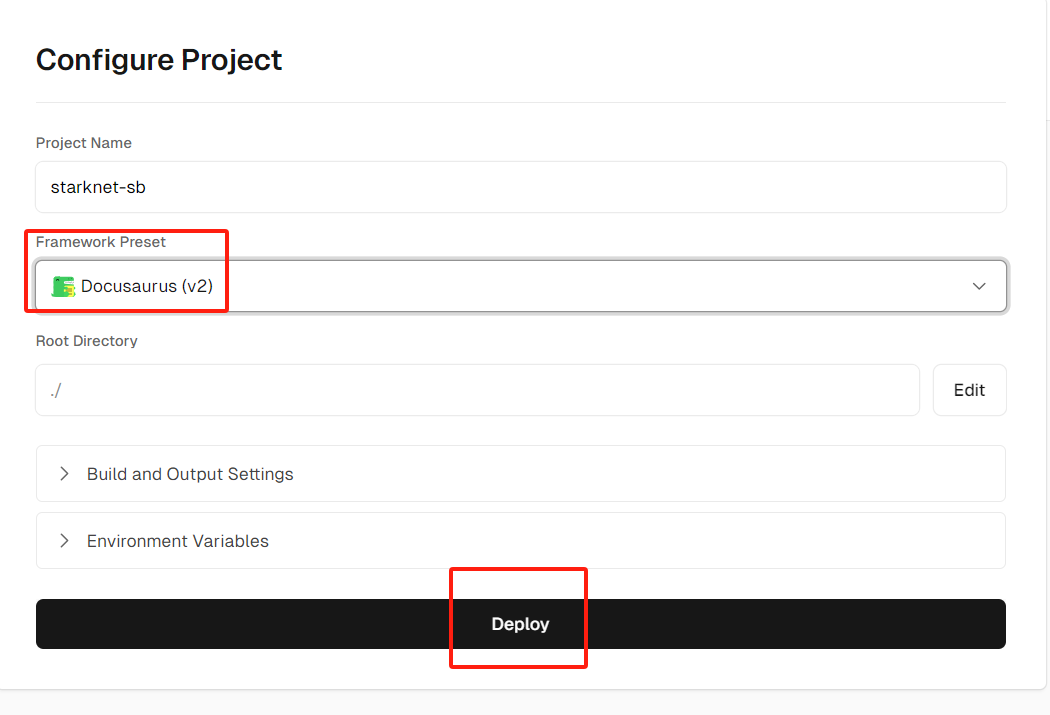 Configure Project
Project Name
starknet-sb
Framework Preset
Docusaurus (v2)
Root Directory
./
Edit
Build and Output Settings
Environment Variables
Deploy